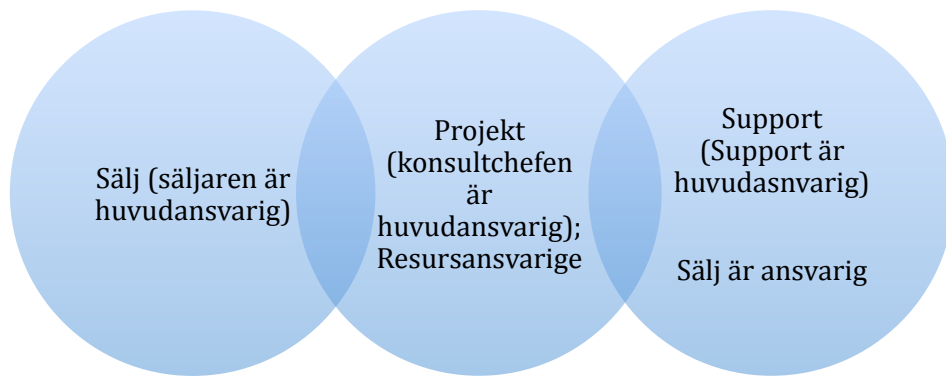 Sälj (säljaren är
huvudansvarig)
Projekt
(konsultchefen
är
huvudansvarig);
Resursansvarige
Support
(Support är
huvudasnvarig)
Sälj är ansvarig